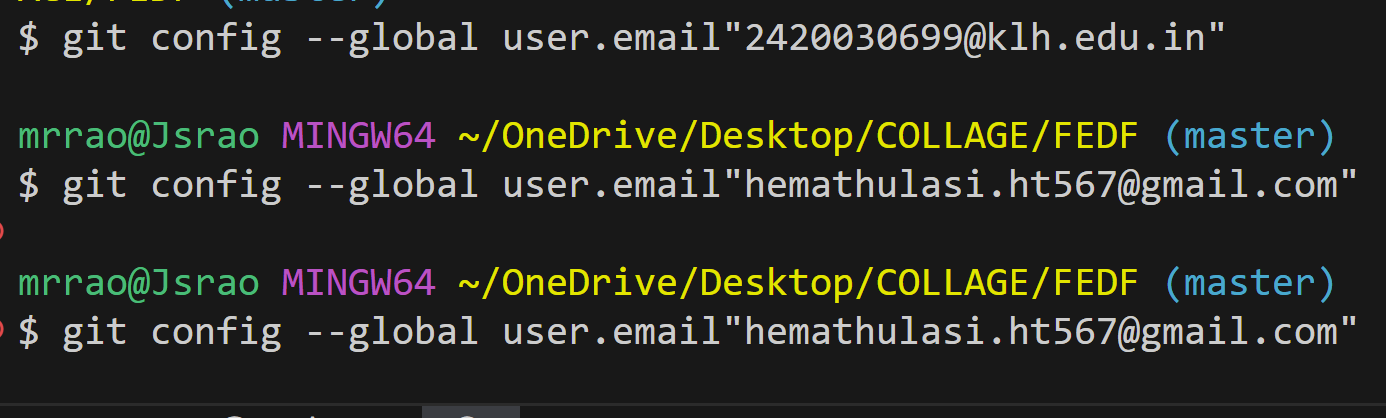 (master)
$ git config --global user.email"2420030699@klh.edu.in"
mrrao@Jsrao MINGW64 ~/OneDrive/Desktop/COLLAGE/FEDF (master)
$ git config --global user.email"hemathulasi.ht567@gmail.com"
mrrao@Jsrao MINGW64 ~/OneDrive/Desktop/COLLAGE/FEDF (master)
$ git config --global user.email"hemathulasi.ht567@gmail.com"